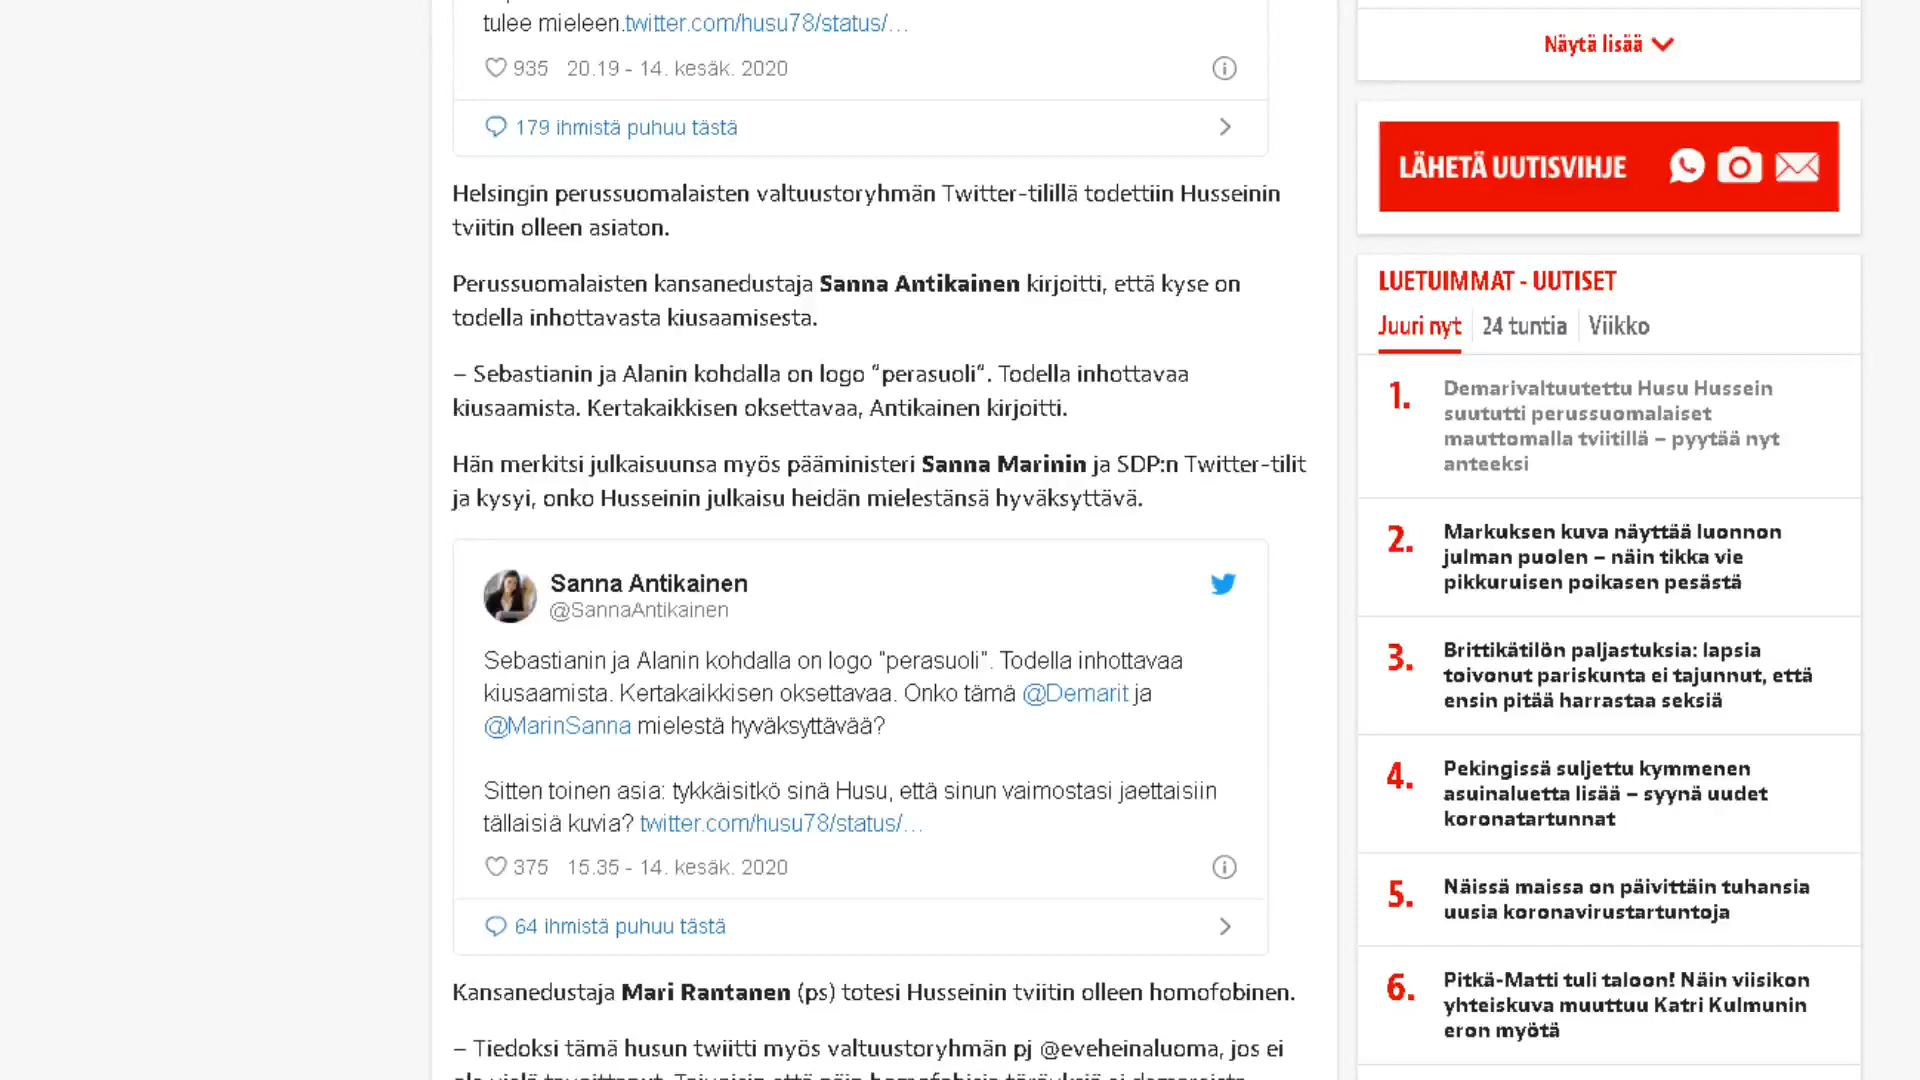 tulee mieleen.twitter.com/husu78/status/…
935 20.19 - 14. kesäk. 2020
179 ihmistä puhuu tästä
Helsingin perussuomalaisten valtuustoryhmän Twitter-tilillä todettiin Husseinin
tviitin olleen asiaton.
Perussuomalaisten kansanedustaja Sanna Antikainen kirjoitti, että kyse on
todella inhottavasta kiusaamisesta.
– Sebastianin ja Alanin kohdalla on logo "perasuoli". Todella inhottavaa
kiusaamista. Kertakaikkisen oksettavaa, Antikainen kirjoitti.
Hän merkitsi julkaisuunsa myös pääministeri Sanna Marinin ja SDP:n Twitter-tilit
ja kysyi, onko Husseinin julkaisu heidän mielestänsä hyväksyttävä.
Sanna Antikainen
@SannaAntikainen
Sebastianin ja Alanin kohdalla on logo "perasuoli". Todella inhottavaa
kiusaamista. Kertakaikkisen oksettavaa. Onko tämä @Demarit ja
@MarinSanna mielestä hyväksyttävää?
Sitten toinen asia: tykkäisitkö sinä Husu, että sinun vaimostasi jaettaisiin
tällaisiä kuvia? twitter.com/husu78/status/…
375 15.35 - 14. kesäk. 2020
64 ihmistä puhuu tästä
Kansanedustaja Mari Rantanen (ps) totesi Husseinin tviitin olleen homofobinen.
– Tiedoksi tämä husun twiitti myös valtuustoryhmän pj @eveheinaluoma, jos ei
Näytä lisää
LÄHETÄ UUTISVIHJE
LUETUIMMAT - UUTISET
Juuri nyt 24 tuntia Viikko
1. Demarivaltuutettu Husu Hussein
suututti perussuomalaiset
mauttomalla tviitillä – pyytää nyt
anteeksi
2. Markuksen kuva näyttää luonnon
julman puolen – näin tikka vie
pikkuruisen poikasen pesästä
3. Brittikätilön paljastuksia: lapsia
toivonut pariskunta ei tajunnut, että
ensin pitää harrastaa seksiä
4. Pekingissä suljettu kymmenen
asuinaluetta lisää – syynä uudet
koronatartunnat
5. Näissä maissa on päivittäin tuhansia
uusia koronavirustartuntoja
6. Pitkä-Matti tuli taloon! Näin viisikon
yhteiskuva muuttuu Katri Kulmunin
eron myötä